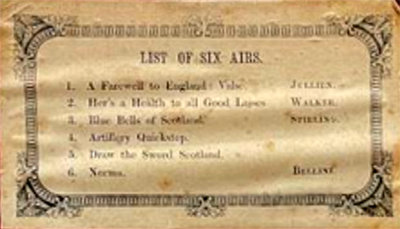 LIST OF SIX AIRS.
1. A Farewell to England: Valse JULLIEN.
2. Her's a Health to all Good Lasses WALKER.
3. Blue Bells of Scotland. STIRLING.
4. Artillery Quickstep.
5. Draw the Sword Scotland.
6. Norma. BELLINI.